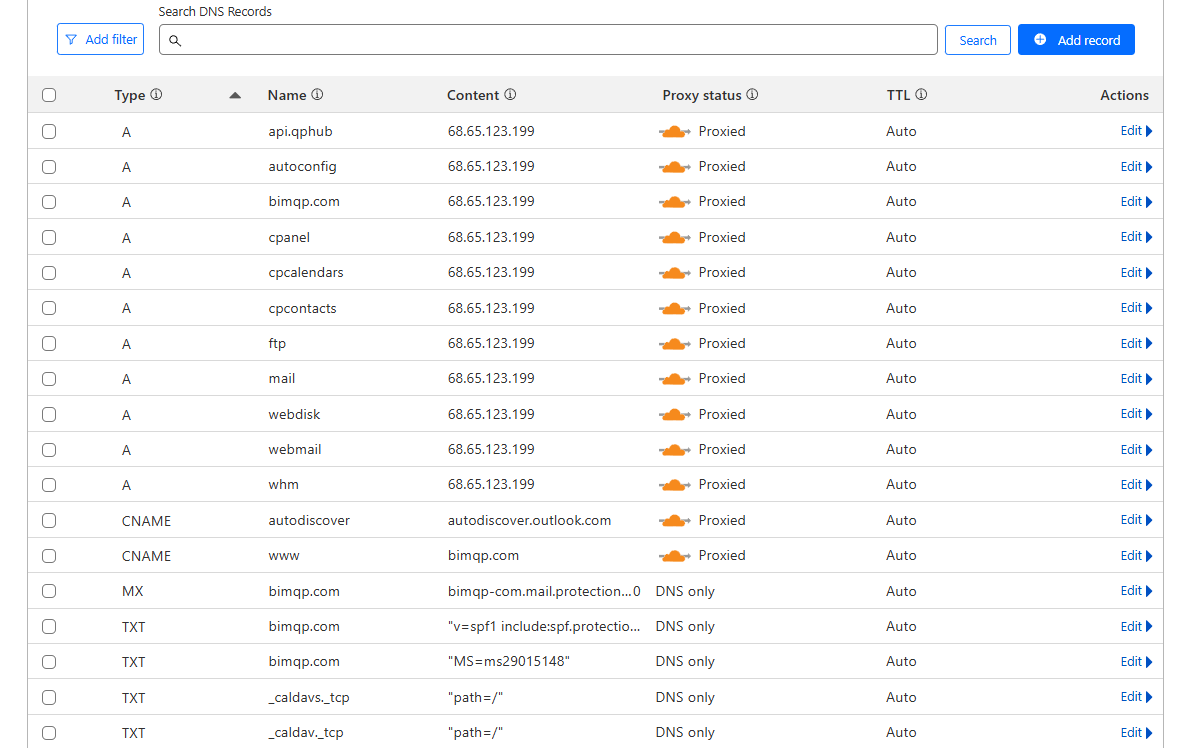 Search DNS Records
Add filter Search Add record
Type Name Content Proxy status TTL Actions
A api.qphub 68.65.123.199 Proxied Auto Edit
A autoconfig 68.65.123.199 Proxied Auto Edit
A bimqp.com 68.65.123.199 Proxied Auto Edit
A cpanel 68.65.123.199 Proxied Auto Edit
A cpcalendars 68.65.123.199 Proxied Auto Edit
A cpcontacts 68.65.123.199 Proxied Auto Edit
A ftp 68.65.123.199 Proxied Auto Edit
A mail 68.65.123.199 Proxied Auto Edit
A webdisk 68.65.123.199 Proxied Auto Edit
A webmail 68.65.123.199 Proxied Auto Edit
A whm 68.65.123.199 Proxied Auto Edit
CNAME autodiscover autodiscover.outlook.com Proxied Auto Edit
CNAME www bimqp.com Proxied Auto Edit
MX bimqp.com bimqp-com.mail.protection...0 DNS only Auto Edit
TXT bimqp.com "v=spf1 include:spf.protectio... DNS only Auto Edit
TXT bimqp.com "MS=ms29015148" DNS only Auto Edit
TXT _caldavs._tcp "path=/" DNS only Auto Edit
TXT _caldav._tcp "path=/" DNS only Auto Edit